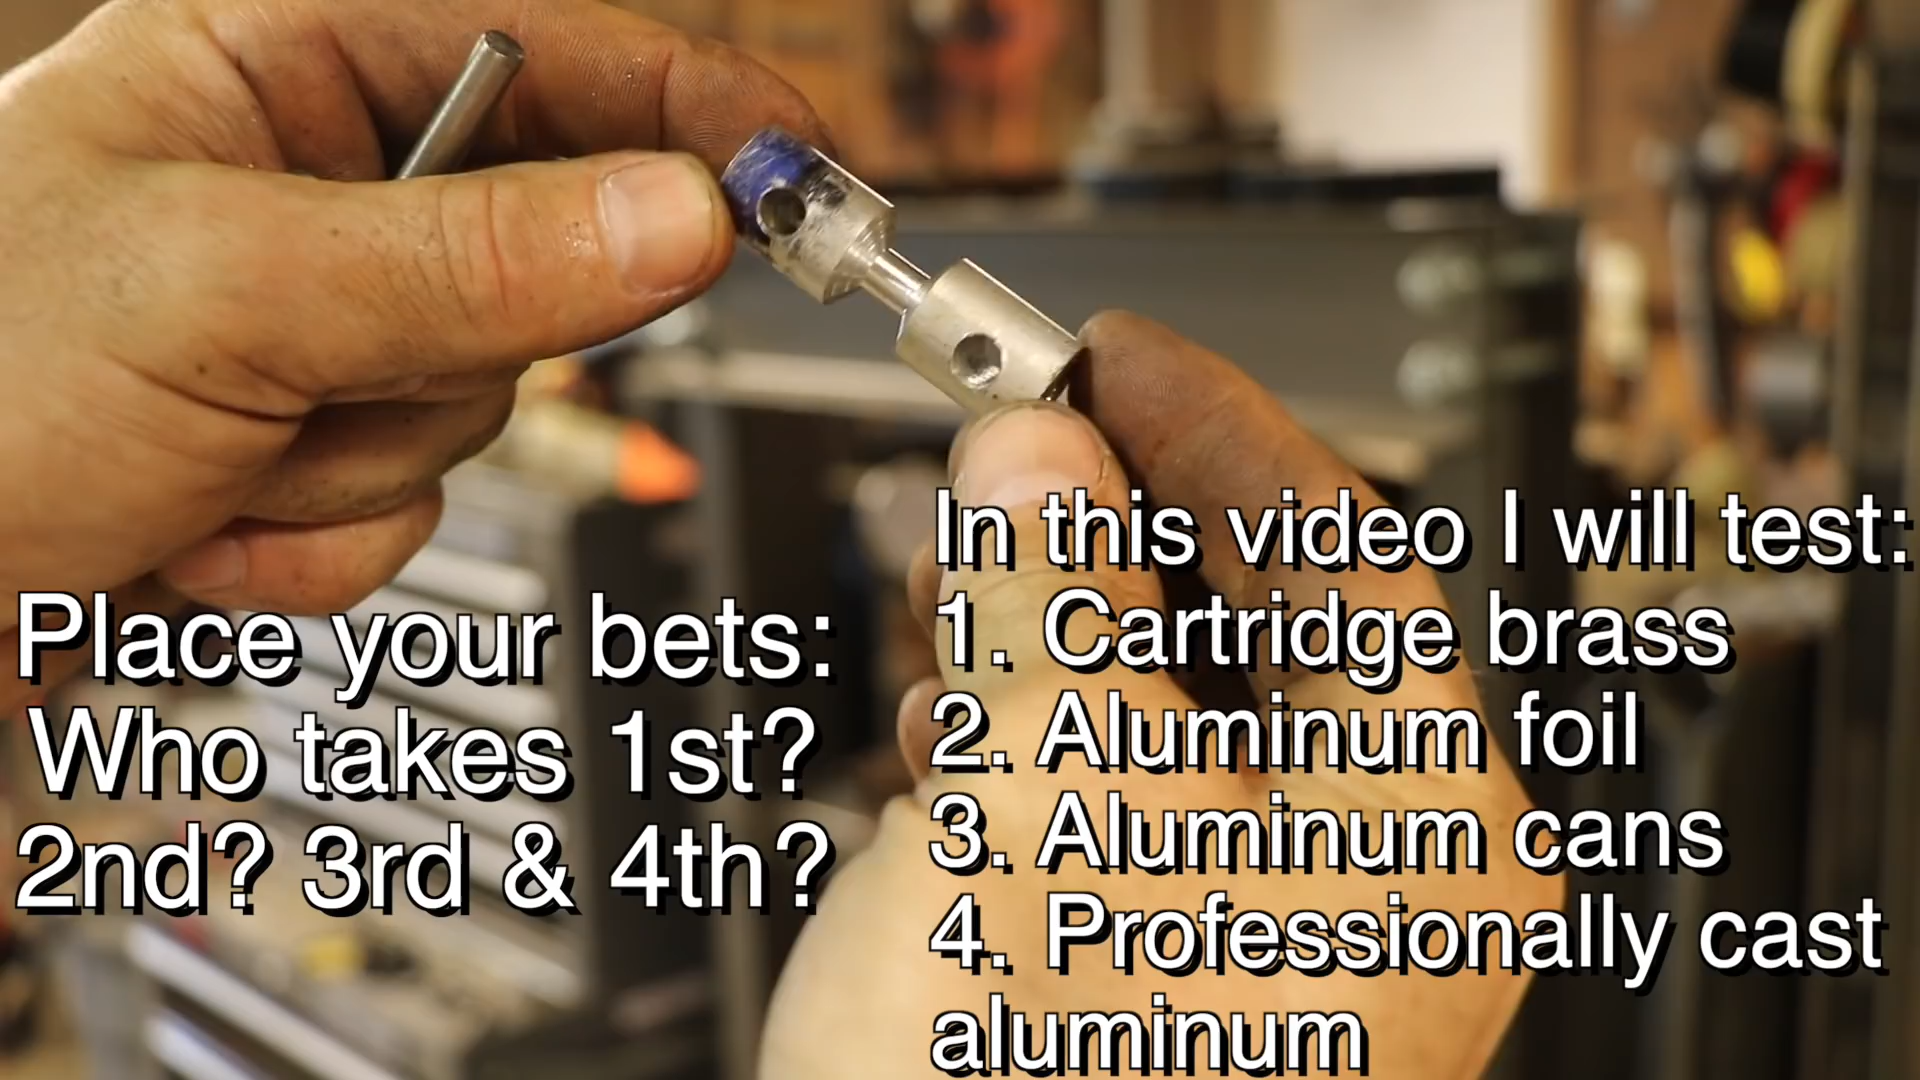 Place your bets:
Who takes 1st?
2nd? 3rd & 4th?
In this video I will test:
1. Cartridge brass
2. Aluminum foil
3. Aluminum cans
4. Professionally cast
aluminum